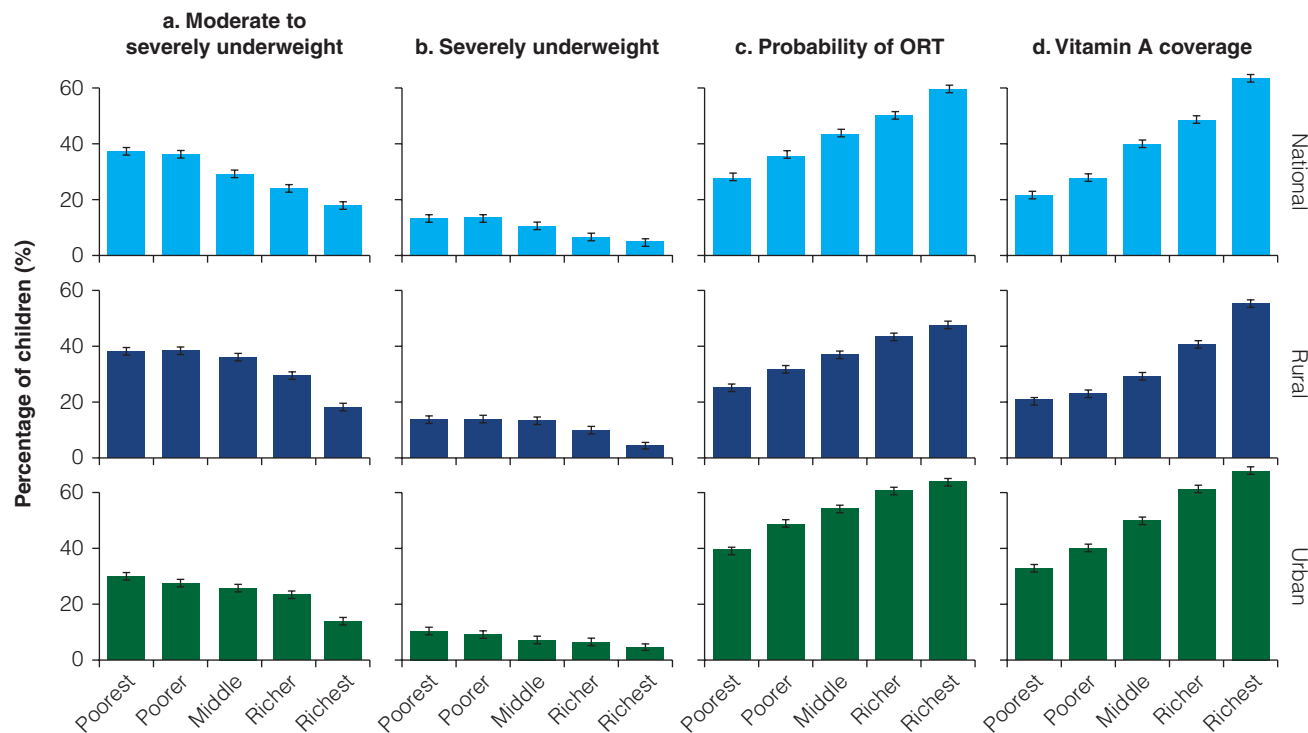 a. Moderate to
severely underweight
b. Severely underweight
c. Probability of ORT
d. Vitamin A coverage
Percentage of children (%)
60
40
20
0
National
60
40
20
0
Rural
60
40
20
0
Urban
Poorest
Poorer
Middle
Richer
Richest
Poorest
Poorer
Middle
Richer
Richest
Poorest
Poorer
Middle
Richer
Richest
Poorest
Poorer
Middle
Richer
Richest